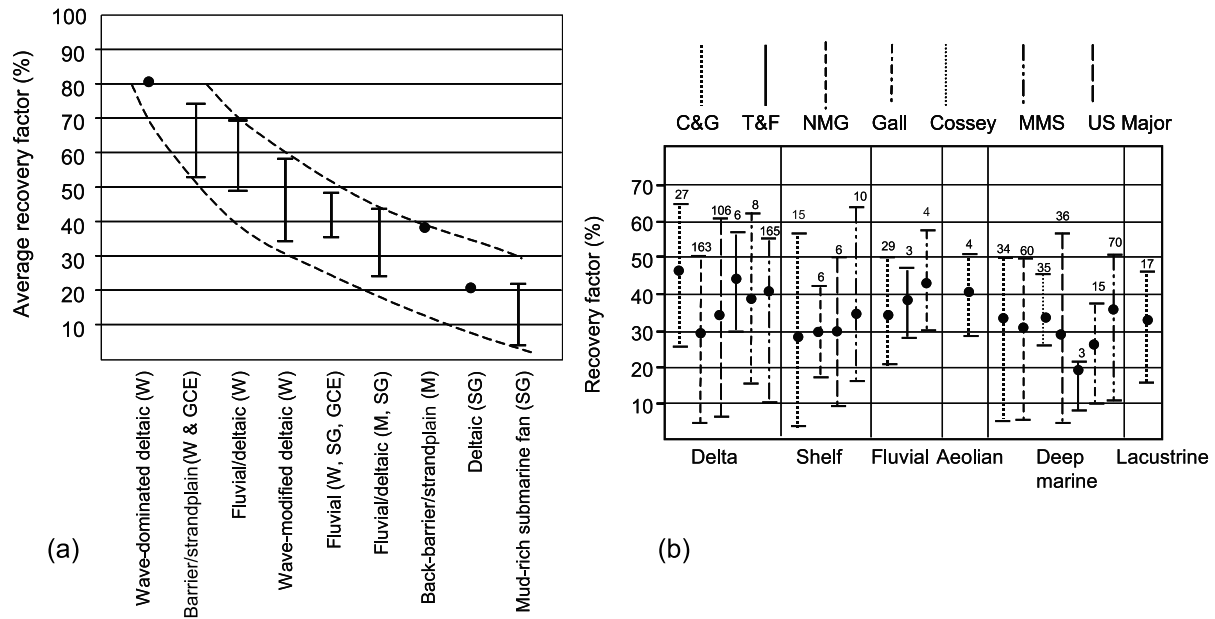 Average recovery factor (%)
100
90
80
70
60
50
40
30
20
10
Wave-dominated deltaic (W)
Barrier/strandplain(W & GCE)
Fluvial/deltaic (W)
Wave-modified deltaic (W)
Fluvial (W, SG, GCE)
Fluvial/deltaic (M, SG)
Back-barrier/strandplain (M)
Deltaic (SG)
Mud-rich submarine fan (SG)
(a)
C&G T&F NMG Gall Cossey MMS US Major
Recovery factor (%)
70
60
50
40
30
20
10
27 163 106 6 8 165
15 6 6 10
29 3 4
4
34 60 35 36 3 15 70
17
Delta Shelf Fluvial Aeolian Deep Lacustrine
marine
(b)